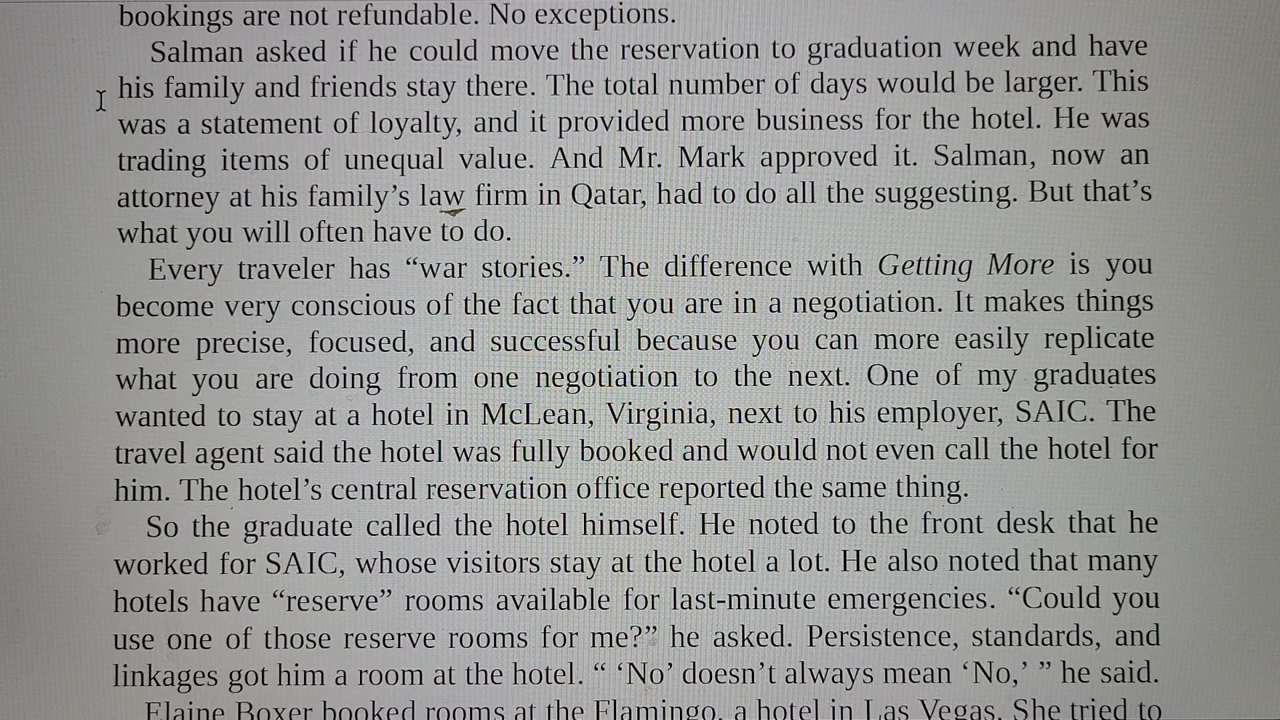 bookings are not refundable. No exceptions.
Salman asked if he could move the reservation to graduation week and have
his family and friends stay there. The total number of days would be larger. This
was a statement of loyalty, and it provided more business for the hotel. He was
trading items of unequal value. And Mr. Mark approved it. Salman, now an
attorney at his family’s law firm in Qatar, had to do all the suggesting. But that’s
what you will often have to do.
Every traveler has “war stories.” The difference with Getting More is you
become very conscious of the fact that you are in a negotiation. It makes things
more precise, focused, and successful because you can more easily replicate
what you are doing from one negotiation to the next. One of my graduates
wanted to stay at a hotel in McLean, Virginia, next to his employer, SAIC. The
travel agent said the hotel was fully booked and would not even call the hotel for
him. The hotel’s central reservation office reported the same thing.
So the graduate called the hotel himself. He noted to the front desk that he
worked for SAIC, whose visitors stay at the hotel a lot. He also noted that many
hotels have “reserve” rooms available for last-minute emergencies. “Could you
use one of those reserve rooms for me?” he asked. Persistence, standards, and
linkages got him a room at the hotel. “ ‘No’ doesn’t always mean ‘No,’ ” he said.
Elaine Boxer booked rooms at the Flamingo, a hotel in Las Vegas. She tried to